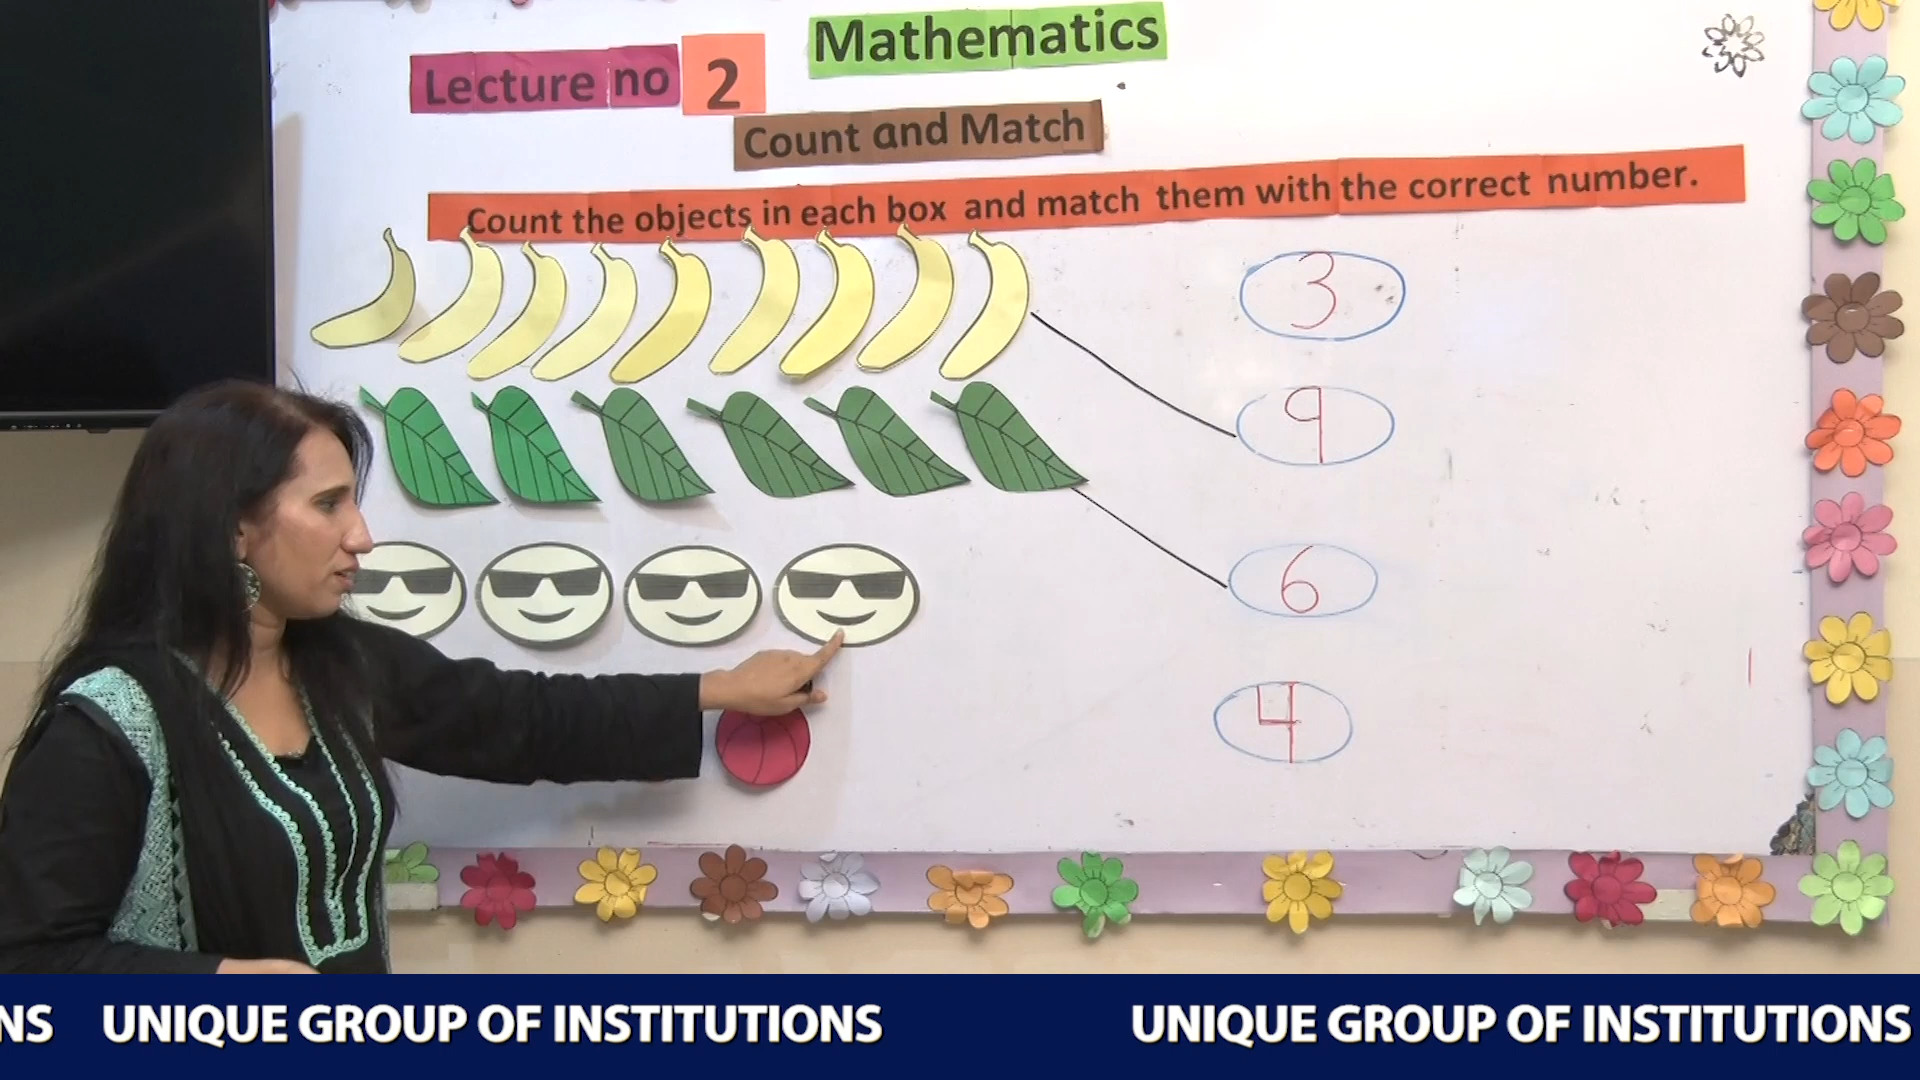 Mathematics
Lecture no 2
Count and Match
Count the objects in each box and match them with the correct number.
3
9
6
4
NS UNIQUE GROUP OF INSTITUTIONS UNIQUE GROUP OF INSTITUTIONS